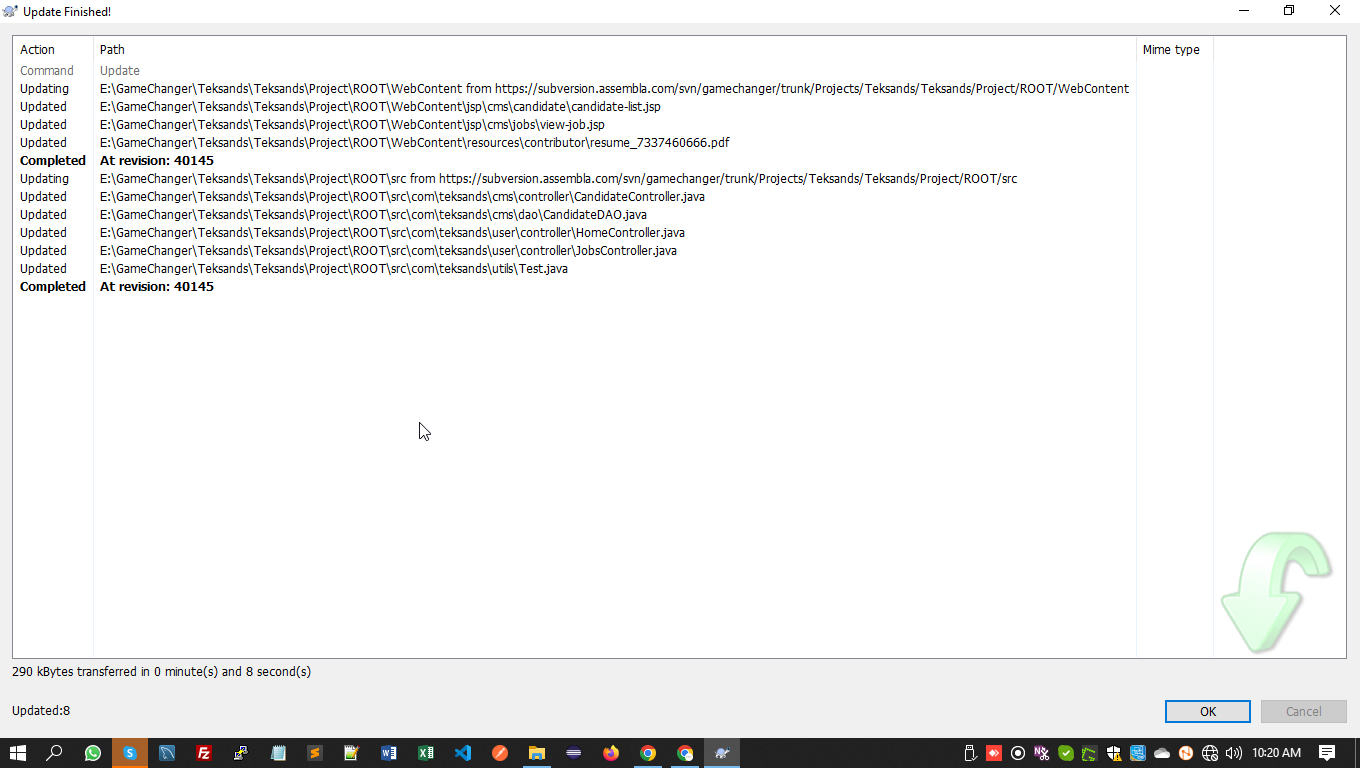 Update Finished!
Action Path Mime type
Command Update
Updating E:\GameChanger\Teksands\Teksands\Project\ROOT\WebContent from https://subversion.assembla.com/svn/gamechanger/trunk/Projects/Teksands/Teksands/Project/ROOT/WebContent
Updated E:\GameChanger\Teksands\Teksands\Project\ROOT\WebContent\jsp\cms\candidate\candidate-list.jsp
Updated E:\GameChanger\Teksands\Teksands\Project\ROOT\WebContent\jsp\cms\jobs\view-job.jsp
Updated E:\GameChanger\Teksands\Teksands\Project\ROOT\WebContent\resources\contributor\resume_7337460666.pdf
Completed At revision: 40145
Updating E:\GameChanger\Teksands\Teksands\Project\ROOT\src from https://subversion.assembla.com/svn/gamechanger/trunk/Projects/Teksands/Teksands/Project/ROOT/src
Updated E:\GameChanger\Teksands\Teksands\Project\ROOT\src\com\teksands\cms\controller\CandidateController.java
Updated E:\GameChanger\Teksands\Teksands\Project\ROOT\src\com\teksands\cms\dao\CandidateDAO.java
Updated E:\GameChanger\Teksands\Teksands\Project\ROOT\src\com\teksands\user\controller\HomeController.java
Updated E:\GameChanger\Teksands\Teksands\Project\ROOT\src\com\teksands\user\controller\JobsController.java
Updated E:\GameChanger\Teksands\Teksands\Project\ROOT\src\com\teksands\utils\Test.java
Completed At revision: 40145
290 kBytes transferred in 0 minute(s) and 8 second(s)
Updated:8
OK Cancel
10:20 AM